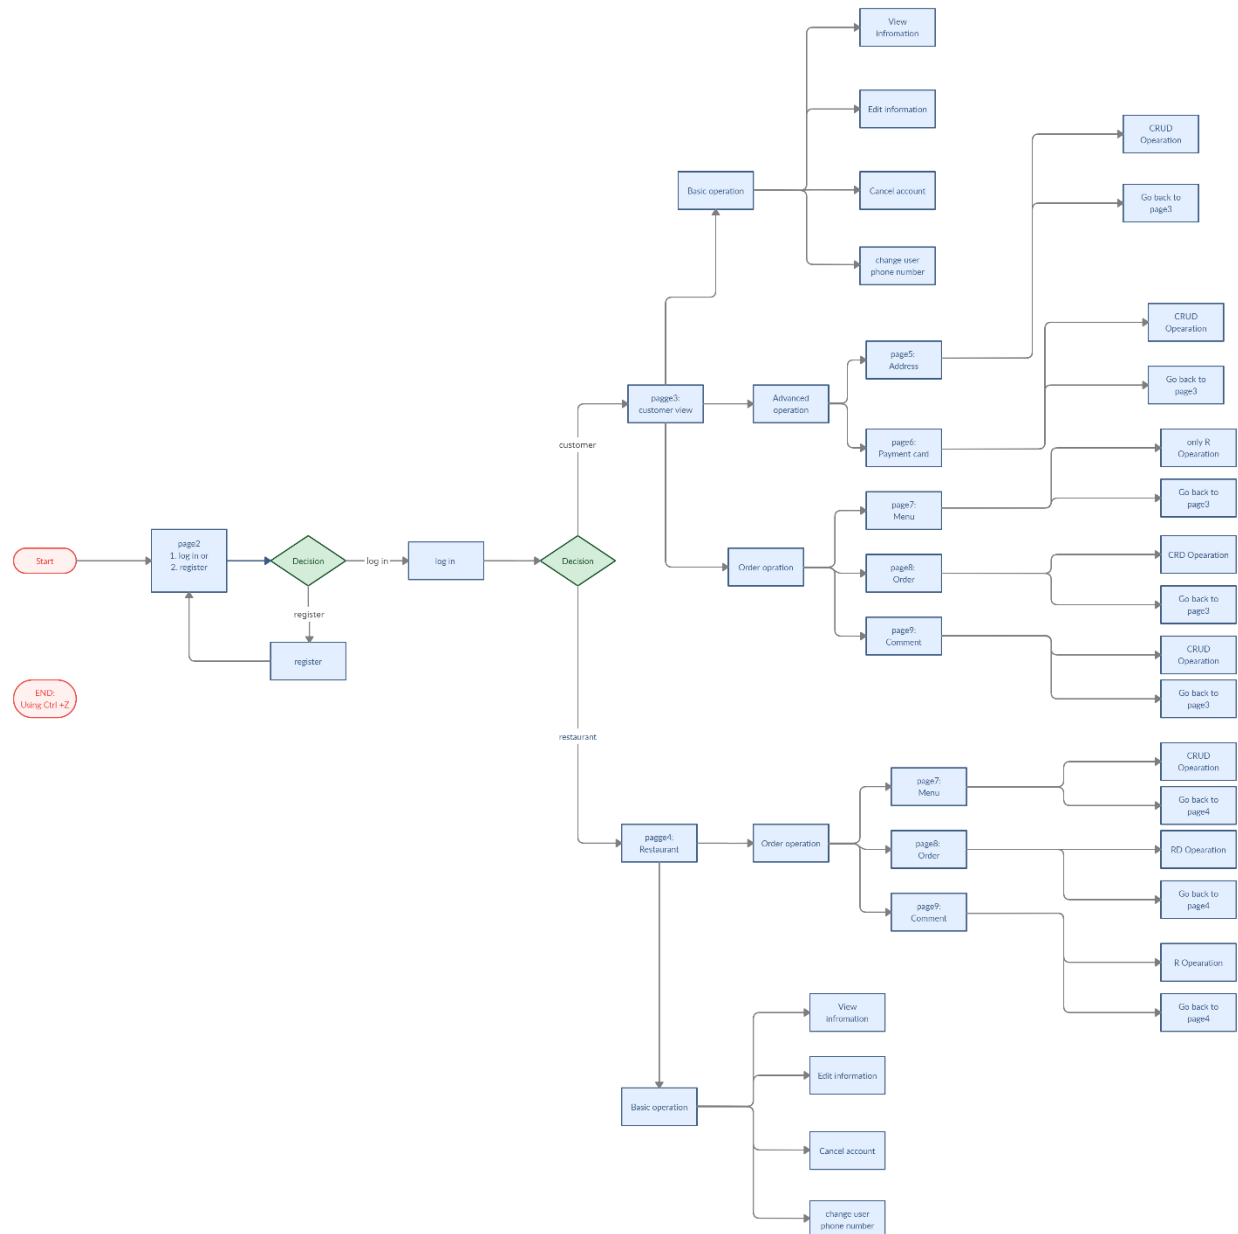 View
Infromation
Edit information
Cancel account
change user
phone number
Basic operation
CRUD
Opearation
Go back to
page3
CRUD
Opearation
Go back to
page3
page5:
Address
pagge3:
customer view
Advanced
operation
page6:
Payment card
customer
only R
Opearation
Go back to
page3
page7:
Menu
page2
1. log in or
2. register
Start
Decision
log in
log in
Decision
Order opration
page8:
Order
CRD Opearation
Go back to
page3
register
register
page9:
Comment
CRUD
Opearation
Go back to
page3
END:
Using Ctrl +Z
restaurant
page7:
Menu
CRUD
Opearation
Go back to
page4
pagge4:
Restaurant
Order operation
page8:
Order
RD Opearation
Go back to
page4
page9:
Comment
R Opearation
Go back to
page4
View
infromation
Edit information
Basic operation
Cancel account
change user
phone number